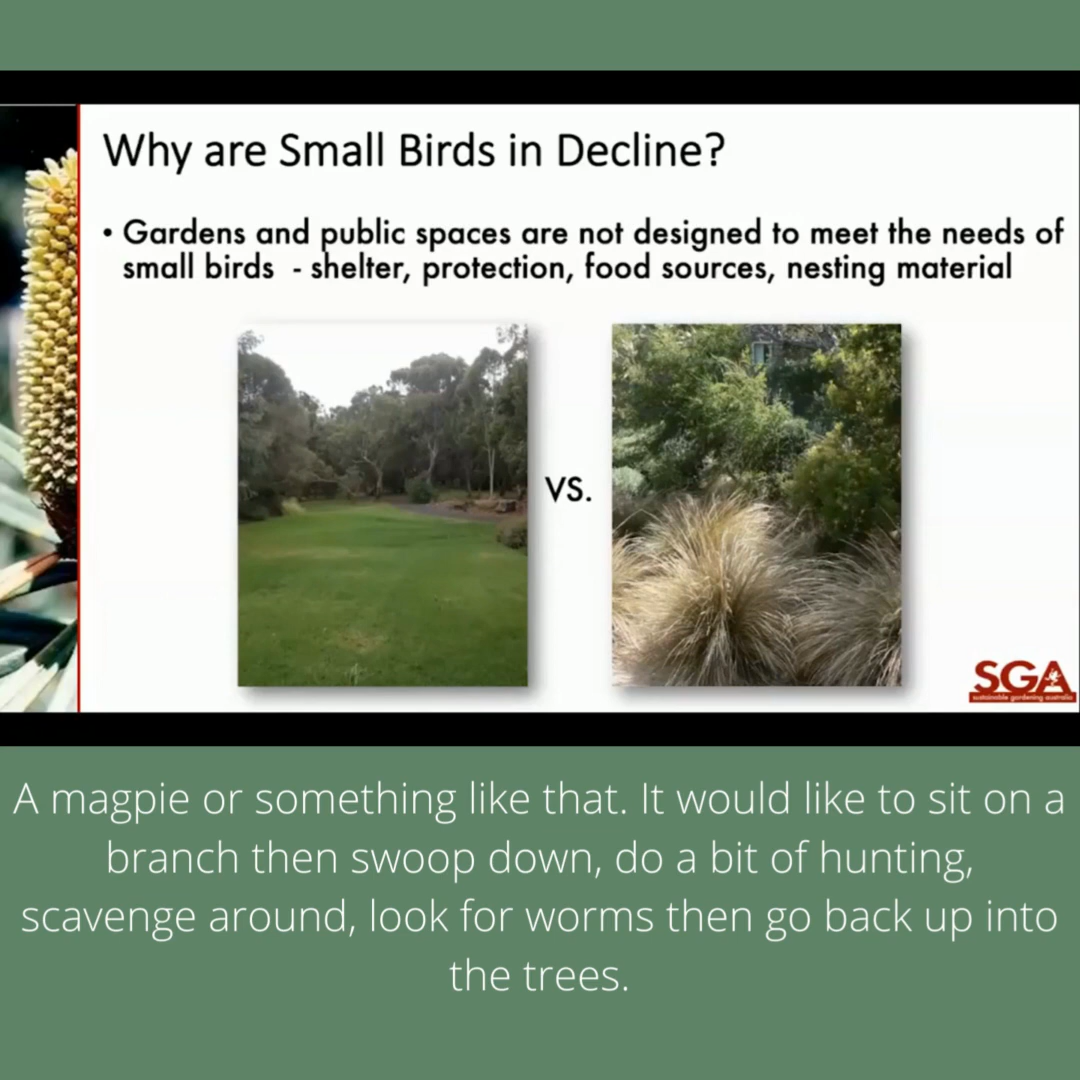 Why are Small Birds in Decline?
• Gardens and public spaces are not designed to meet the needs of
small birds - shelter, protection, food sources, nesting material
vs.
SGA
sustainable gardening australia
A magpie or something like that. It would like to sit on a
branch then swoop down, do a bit of hunting,
scavenge around, look for worms then go back up into
the trees.